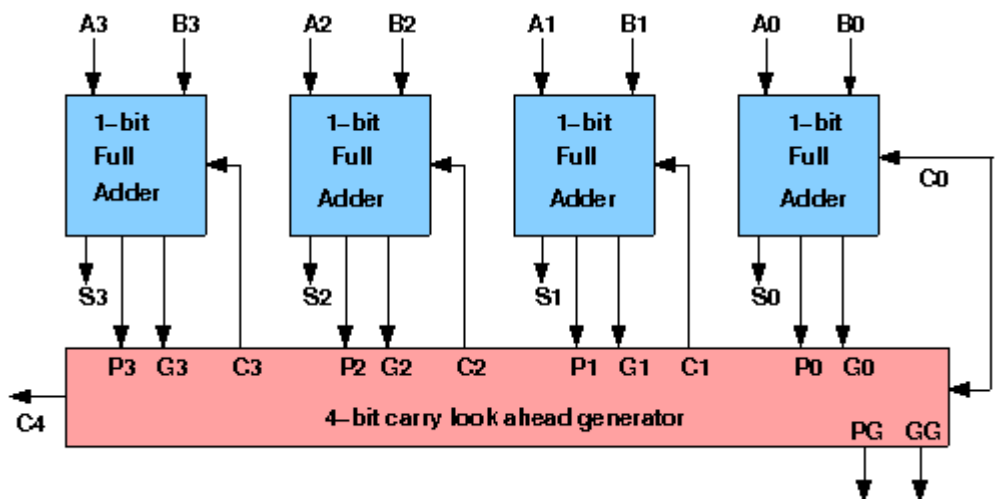 A3 B3 A2 B2 A1 B1 A0 B0
1-bit Full Adder
1-bit Full Adder
1-bit Full Adder
1-bit Full Adder
C0
S3 S2 S1 S0
P3 G3 C3 P2 G2 C2 P1 G1 C1 P0 G0
C4
4-bit carry look ahead generator
PG GG